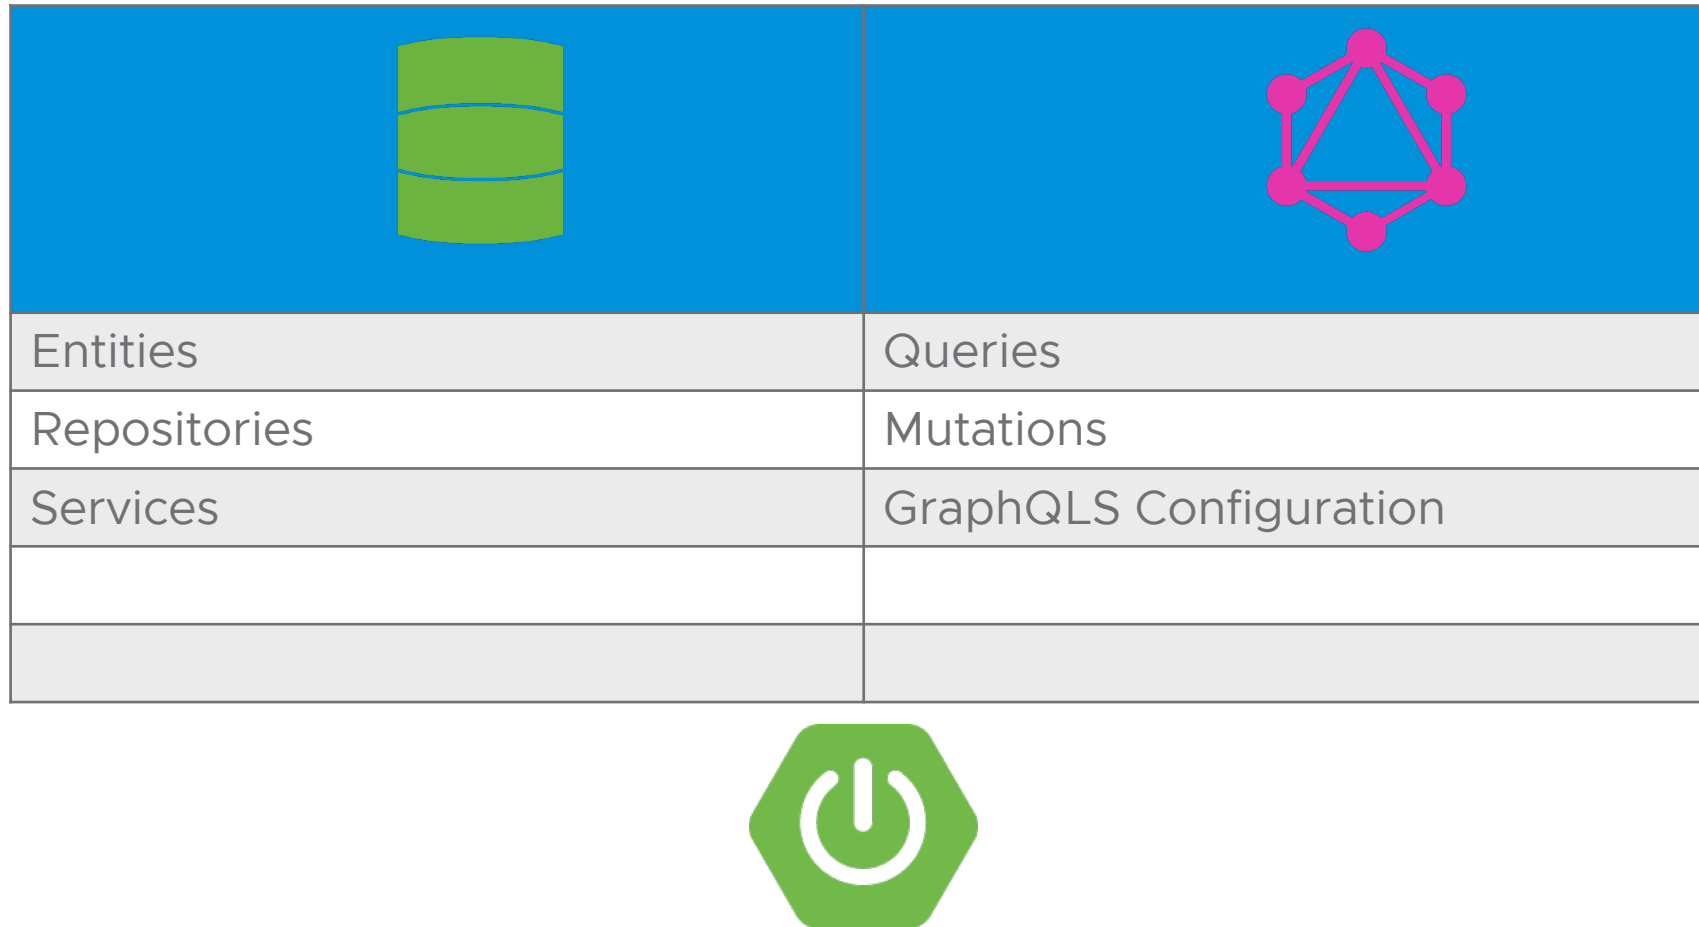 Entities
Queries
Repositories
Mutations
Services
GraphQLS Configuration